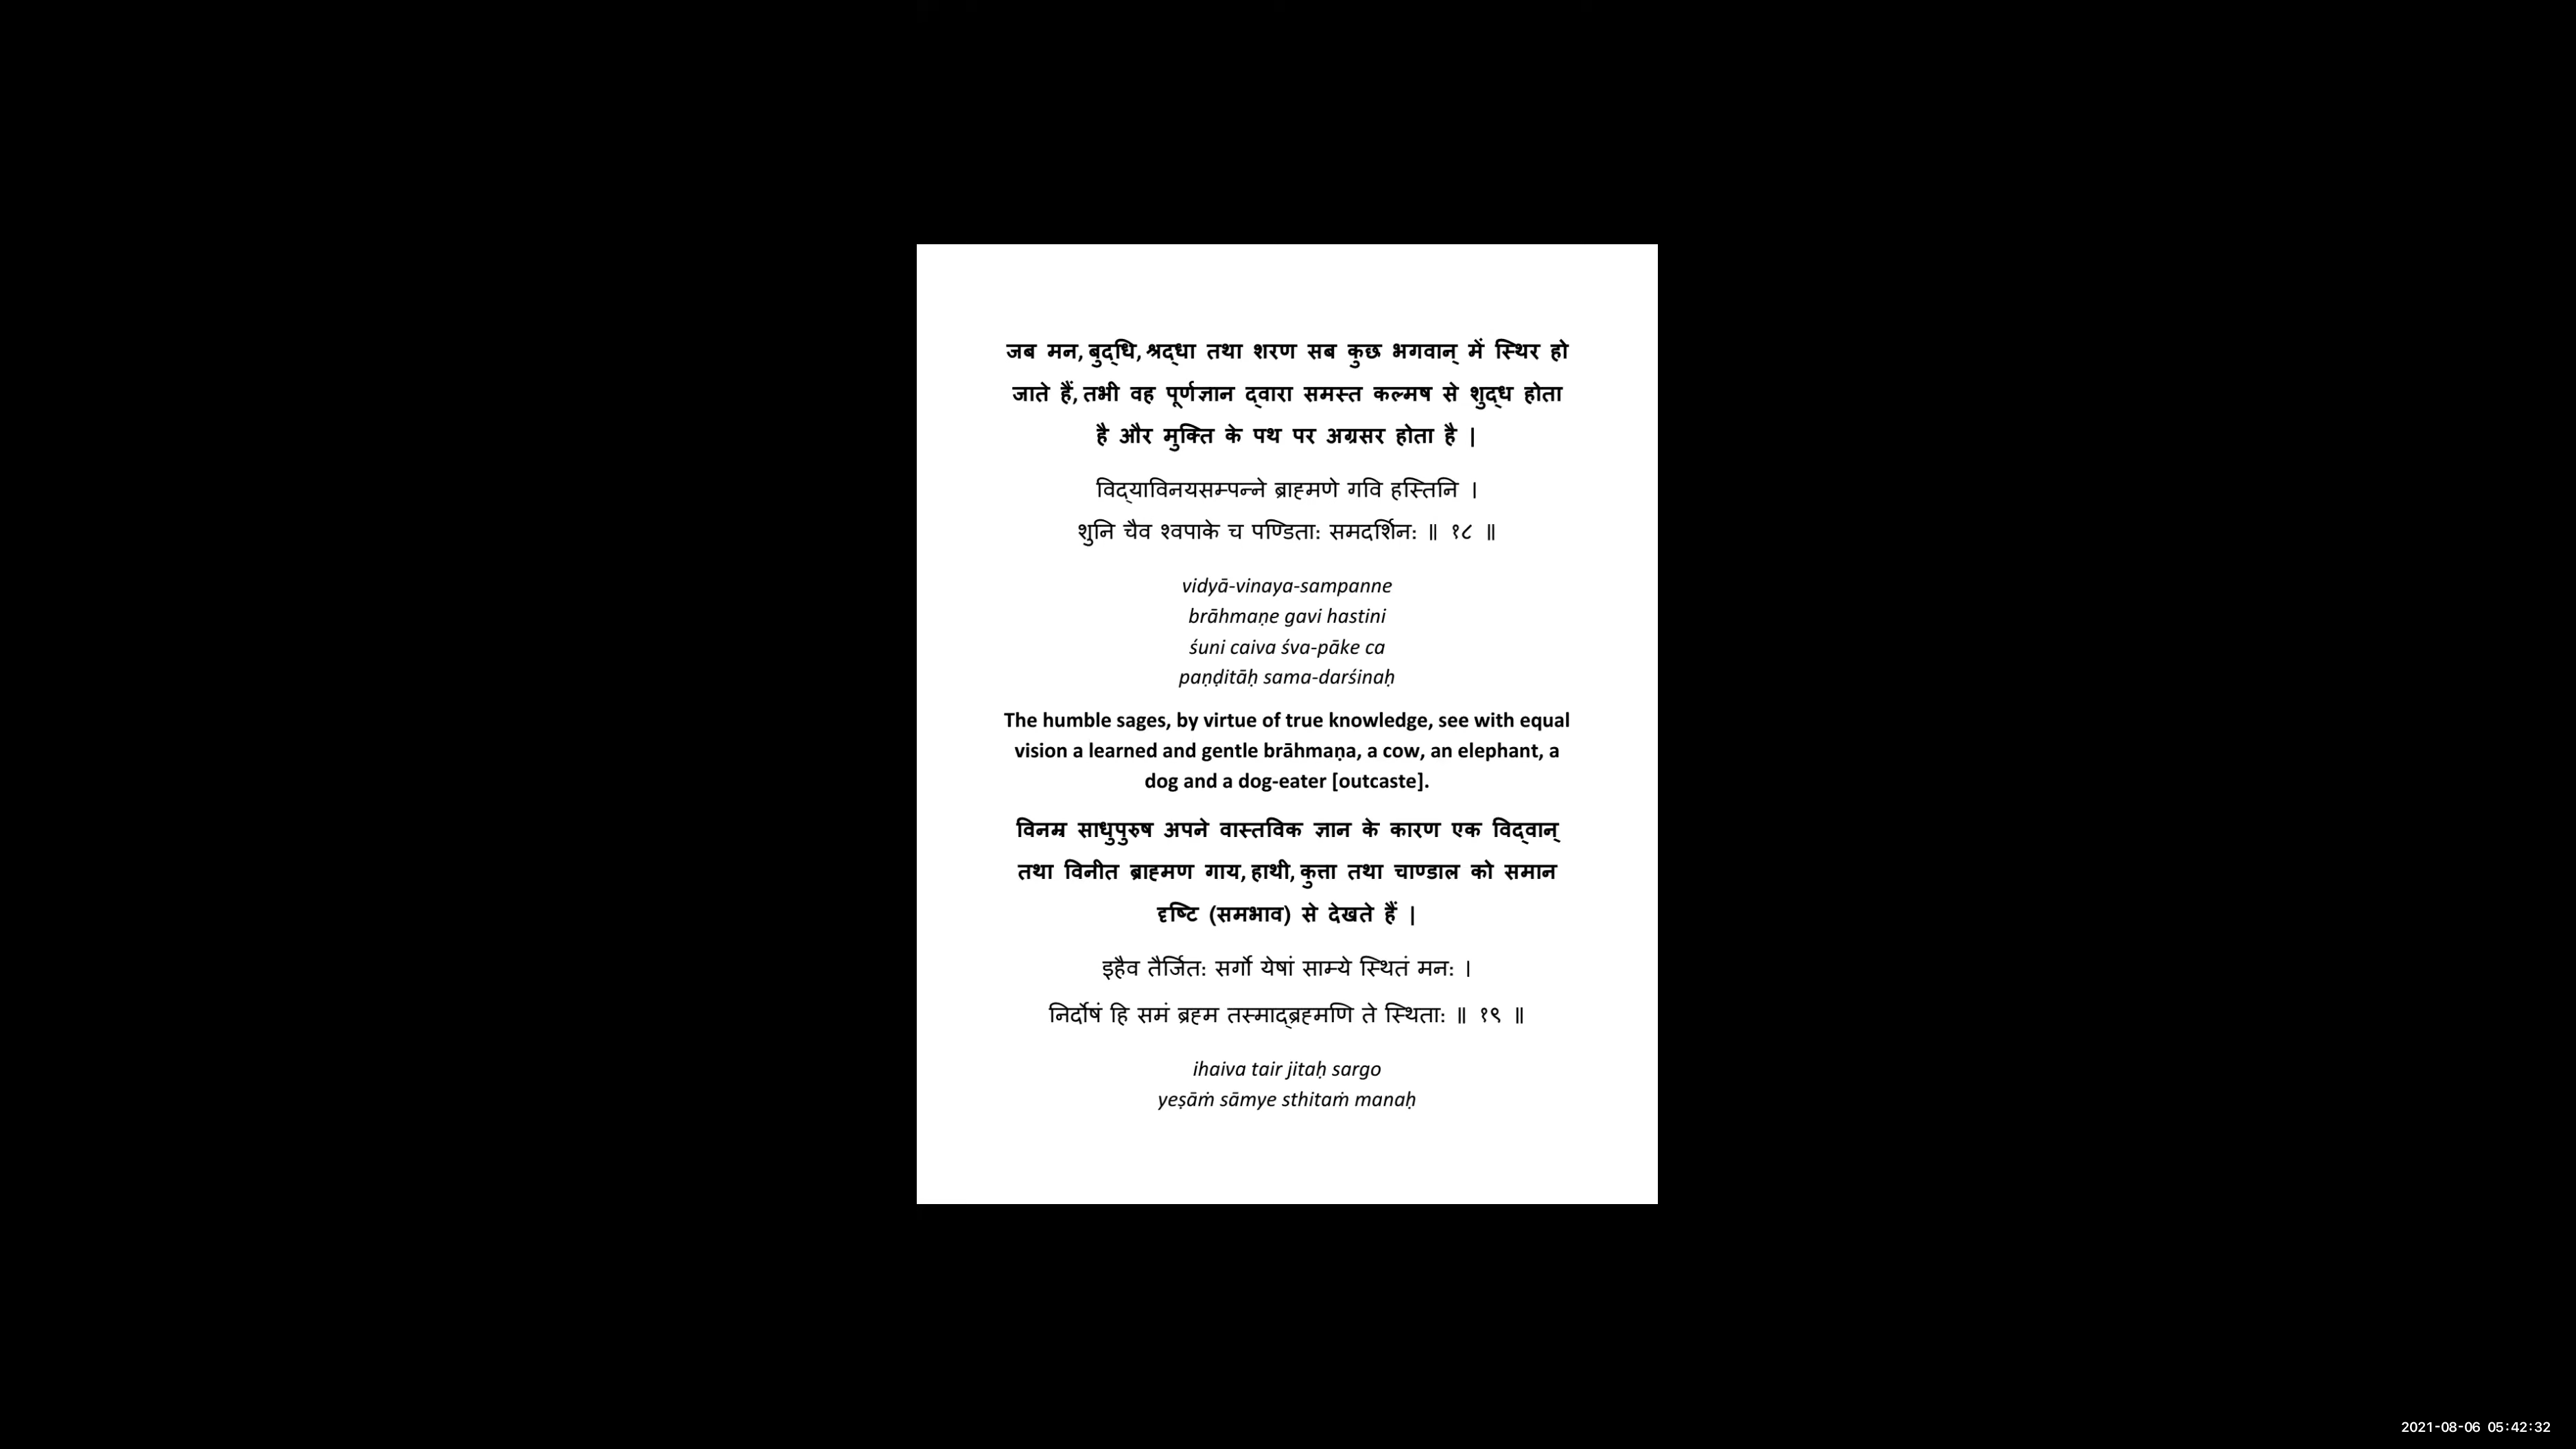 जब मन, बुद्धि, श्रद्धा तथा शरण सब कुछ भगवान् में स्थिर हो
जाते हैं, तभी वह पूर्णज्ञान द्वारा समस्त कल्मष से शुद्ध होता
है और मुक्ति के पथ पर अग्रसर होता है |
विद्याविनयसम्पन्ने ब्राह्मणे गवि हस्तिनि ।
शुनि चैव श्वपाके च पण्डिताः समदर्शिनः ॥ १८ ॥
vidyā-vinaya-sampanne
brāhmaṇe gavi hastini
śuni caiva śva-pāke ca
paṇḍitāḥ sama-darśinaḥ
The humble sages, by virtue of true knowledge, see with equal
vision a learned and gentle brāhmaṇa, a cow, an elephant, a
dog and a dog-eater [outcaste].
विनम्र साधुपुरुष अपने वास्तविक ज्ञान के कारण एक विद्वान्
तथा विनीत ब्राह्मण गाय, हाथी, कुत्ता तथा चाण्डाल को समान
दृष्टि (समभाव) से देखते हैं |
इहैव तैर्जितः सर्गो येषां साम्ये स्थितं मनः ।
निर्दोषं हि समं ब्रह्म तस्माद्ब्रह्मणि ते स्थिताः ॥ १९ ॥
ihaiva tair jitaḥ sargo
yeṣāṁ sāmye sthitaṁ manaḥ
2021-08-06 05:42:32